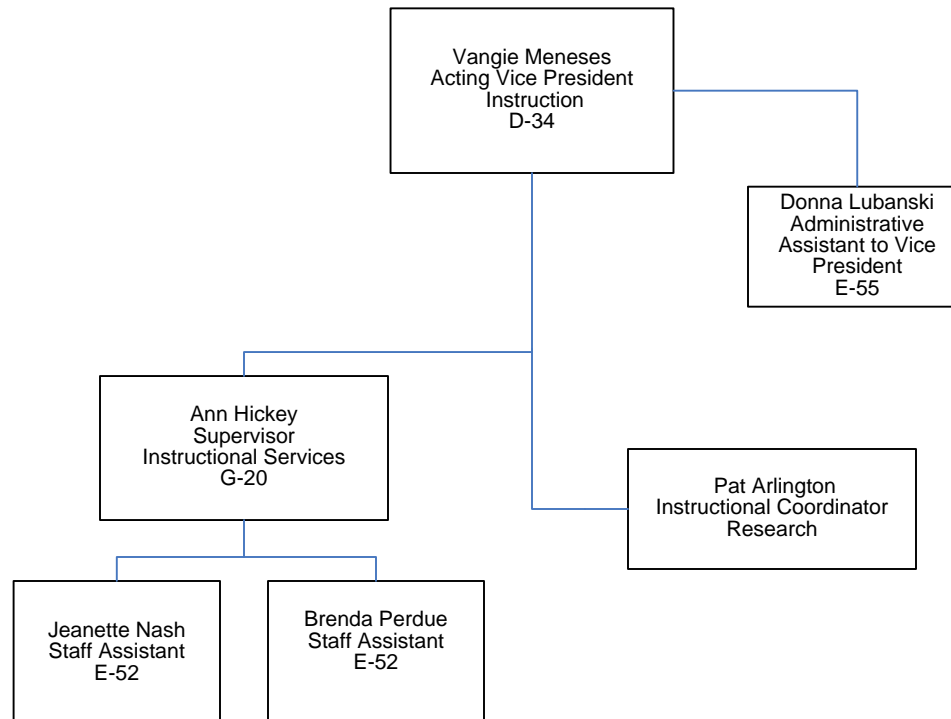 Vangie Meneses
Acting Vice President
Instruction
D-34
Donna Lubanski
Administrative
Assistant to Vice
President
E-55
Ann Hickey
Supervisor
Instructional Services
G-20
Pat Arlington
Instructional Coordinator
Research
Jeanette Nash
Staff Assistant
E-52
Brenda Perdue
Staff Assistant
E-52